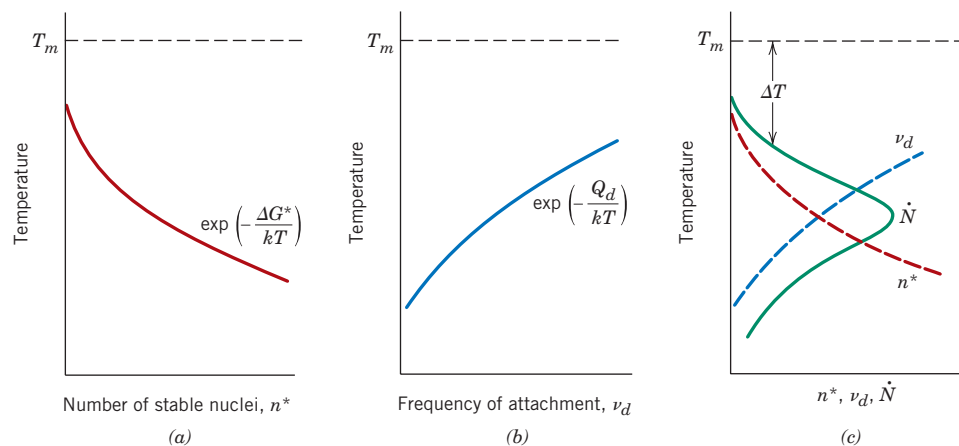 T_m
Temperature
exp (-ΔG*/kT)
Number of stable nuclei, n*
(a)
T_m
Temperature
exp (-Q_d/kT)
Frequency of attachment, ν_d
(b)
T_m
ΔT
ν_d
Ṅ
n*
Temperature
n*, ν_d, Ṅ
(c)